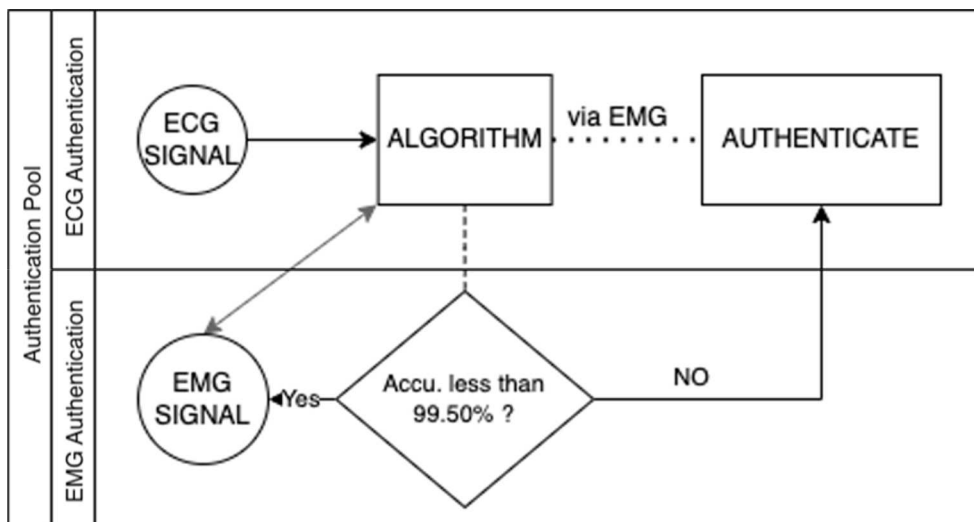 Authentication Pool
ECG Authentication
ECG
SIGNAL
ALGORITHM
via EMG
AUTHENTICATE
EMG Authentication
EMG
SIGNAL
Yes
Accu. less than
99.50% ?
NO